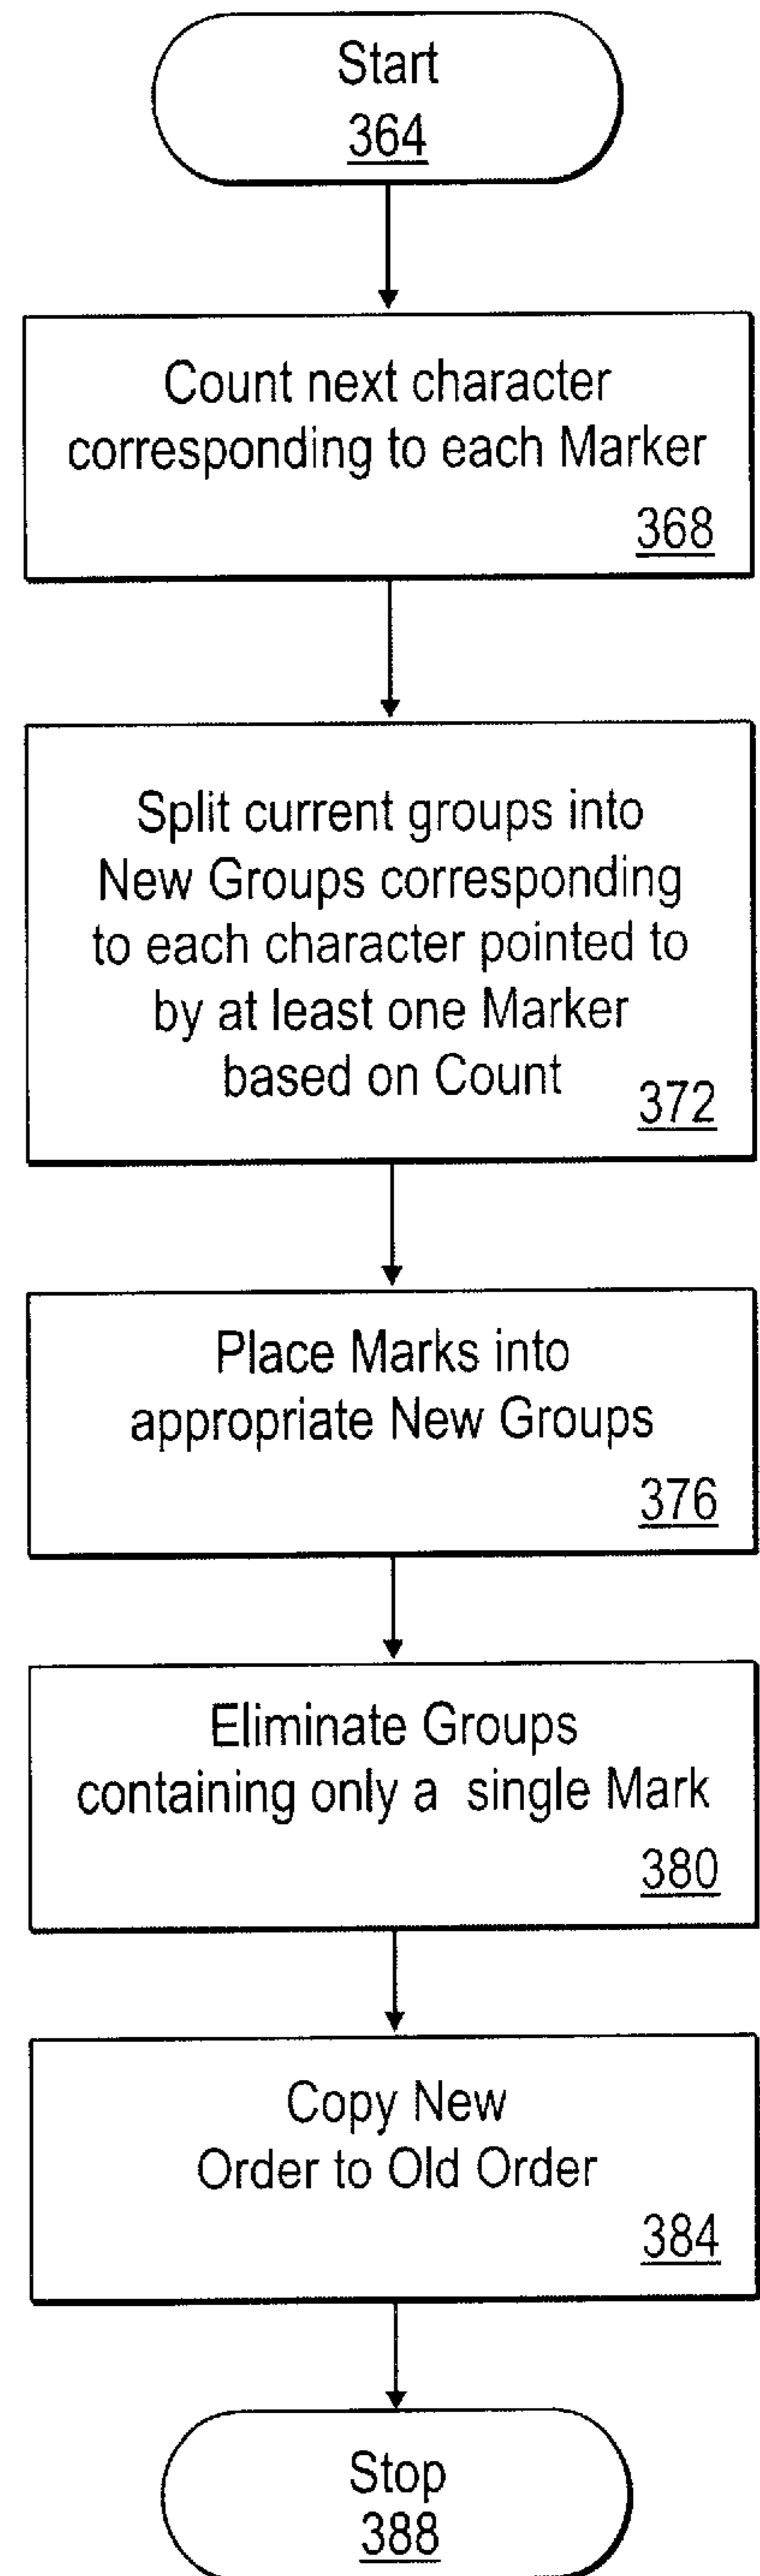 Start
364
Count next character
corresponding to each Marker
368
Split current groups into
New Groups corresponding
to each character pointed to
by at least one Marker
based on Count
372
Place Marks into
appropriate New Groups
376
Eliminate Groups
containing only a single Mark
380
Copy New
Order to Old Order
384
Stop
388